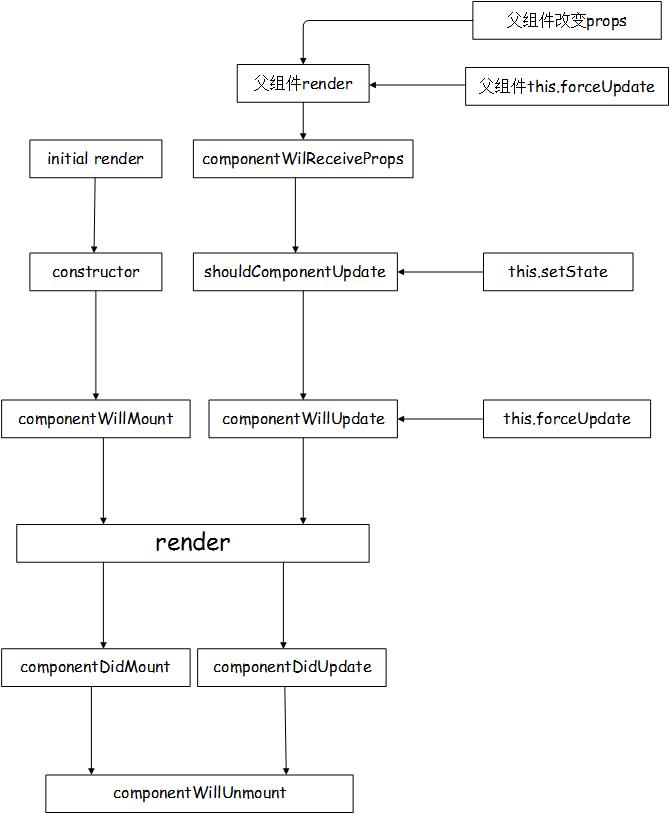 父组件改变props
父组件render
父组件this.forceUpdate
initial render
componentWilReceiveProps
constructor
shouldComponentUpdate
this.setState
componentWillMount
componentWillUpdate
this.forceUpdate
render
componentDidMount
componentDidUpdate
componentWillUnmount